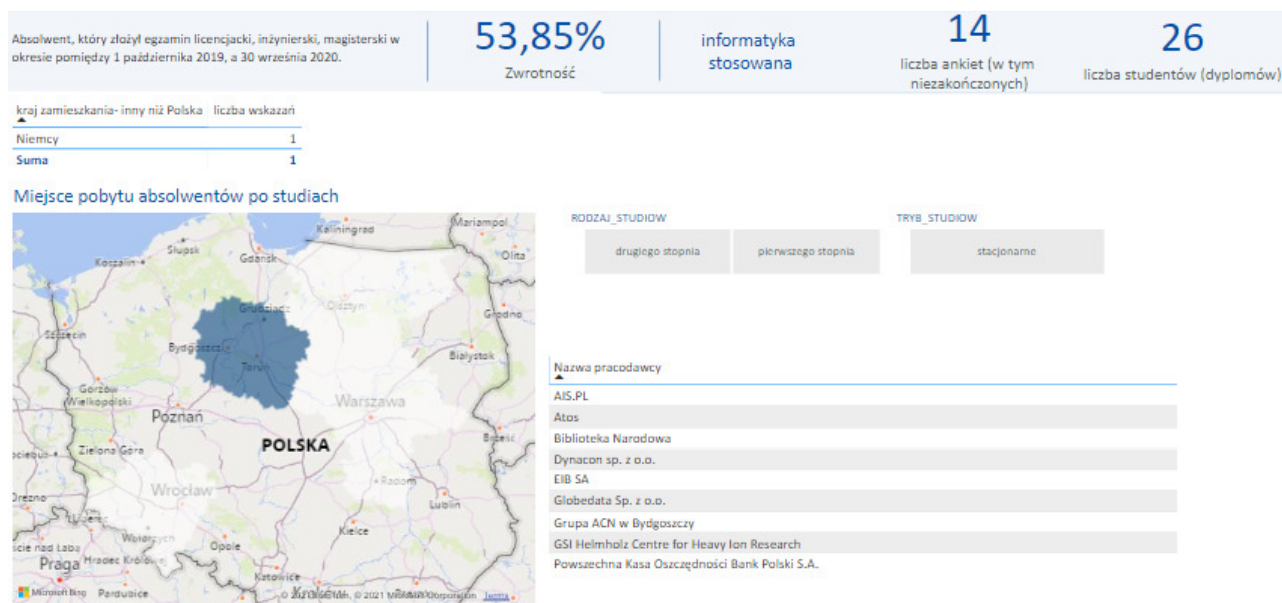 Absolwent, który złożył egzamin licencjacki, inżynierski, magisterski w
okresie pomiędzy 1 października 2019, a 30 września 2020.
53,85%
Zwrotność
informatyka
stosowana
14
liczba ankiet (w tym
niezakończonych)
26
liczba studentów (dyplomów)
kraj zamieszkania- inny niż Polska liczba wskazań
Niemcy 1
Suma 1
Miejsce pobytu absolwentów po studiach
Kaliningrad
Mariampol
Słupsk
Gdańsk
Olita
Koszalin
Grudziądz
Olsztyn
Grodno
Szczecin
Bydgoszcz
Toruń
Białystok
Gorzów
Wielkopolski
Poznań
Warszawa
POLSKA
Brześć
Zielona Góra
Radom
Wrocław
Lublin
Kielce
Wałbrzych
Opole
Praga
Hradec Králowé
Katowice
Pardubice
Microsoft Bing
Corporation
RODZAJ_STUDIOW
drugiego stopnia
pierwszego stopnia
TRYB_STUDIOW
stacjonarne
Nazwa pracodawcy
AIS.PL
Atos
Biblioteka Narodowa
Dynacon sp. z o.o.
EIB SA
Globedata Sp. z o.o.
Grupa ACN w Bydgoszczy
GSI Helmholz Centre for Heavy Ion Research
Powszechna Kasa Oszczędności Bank Polski S.A.